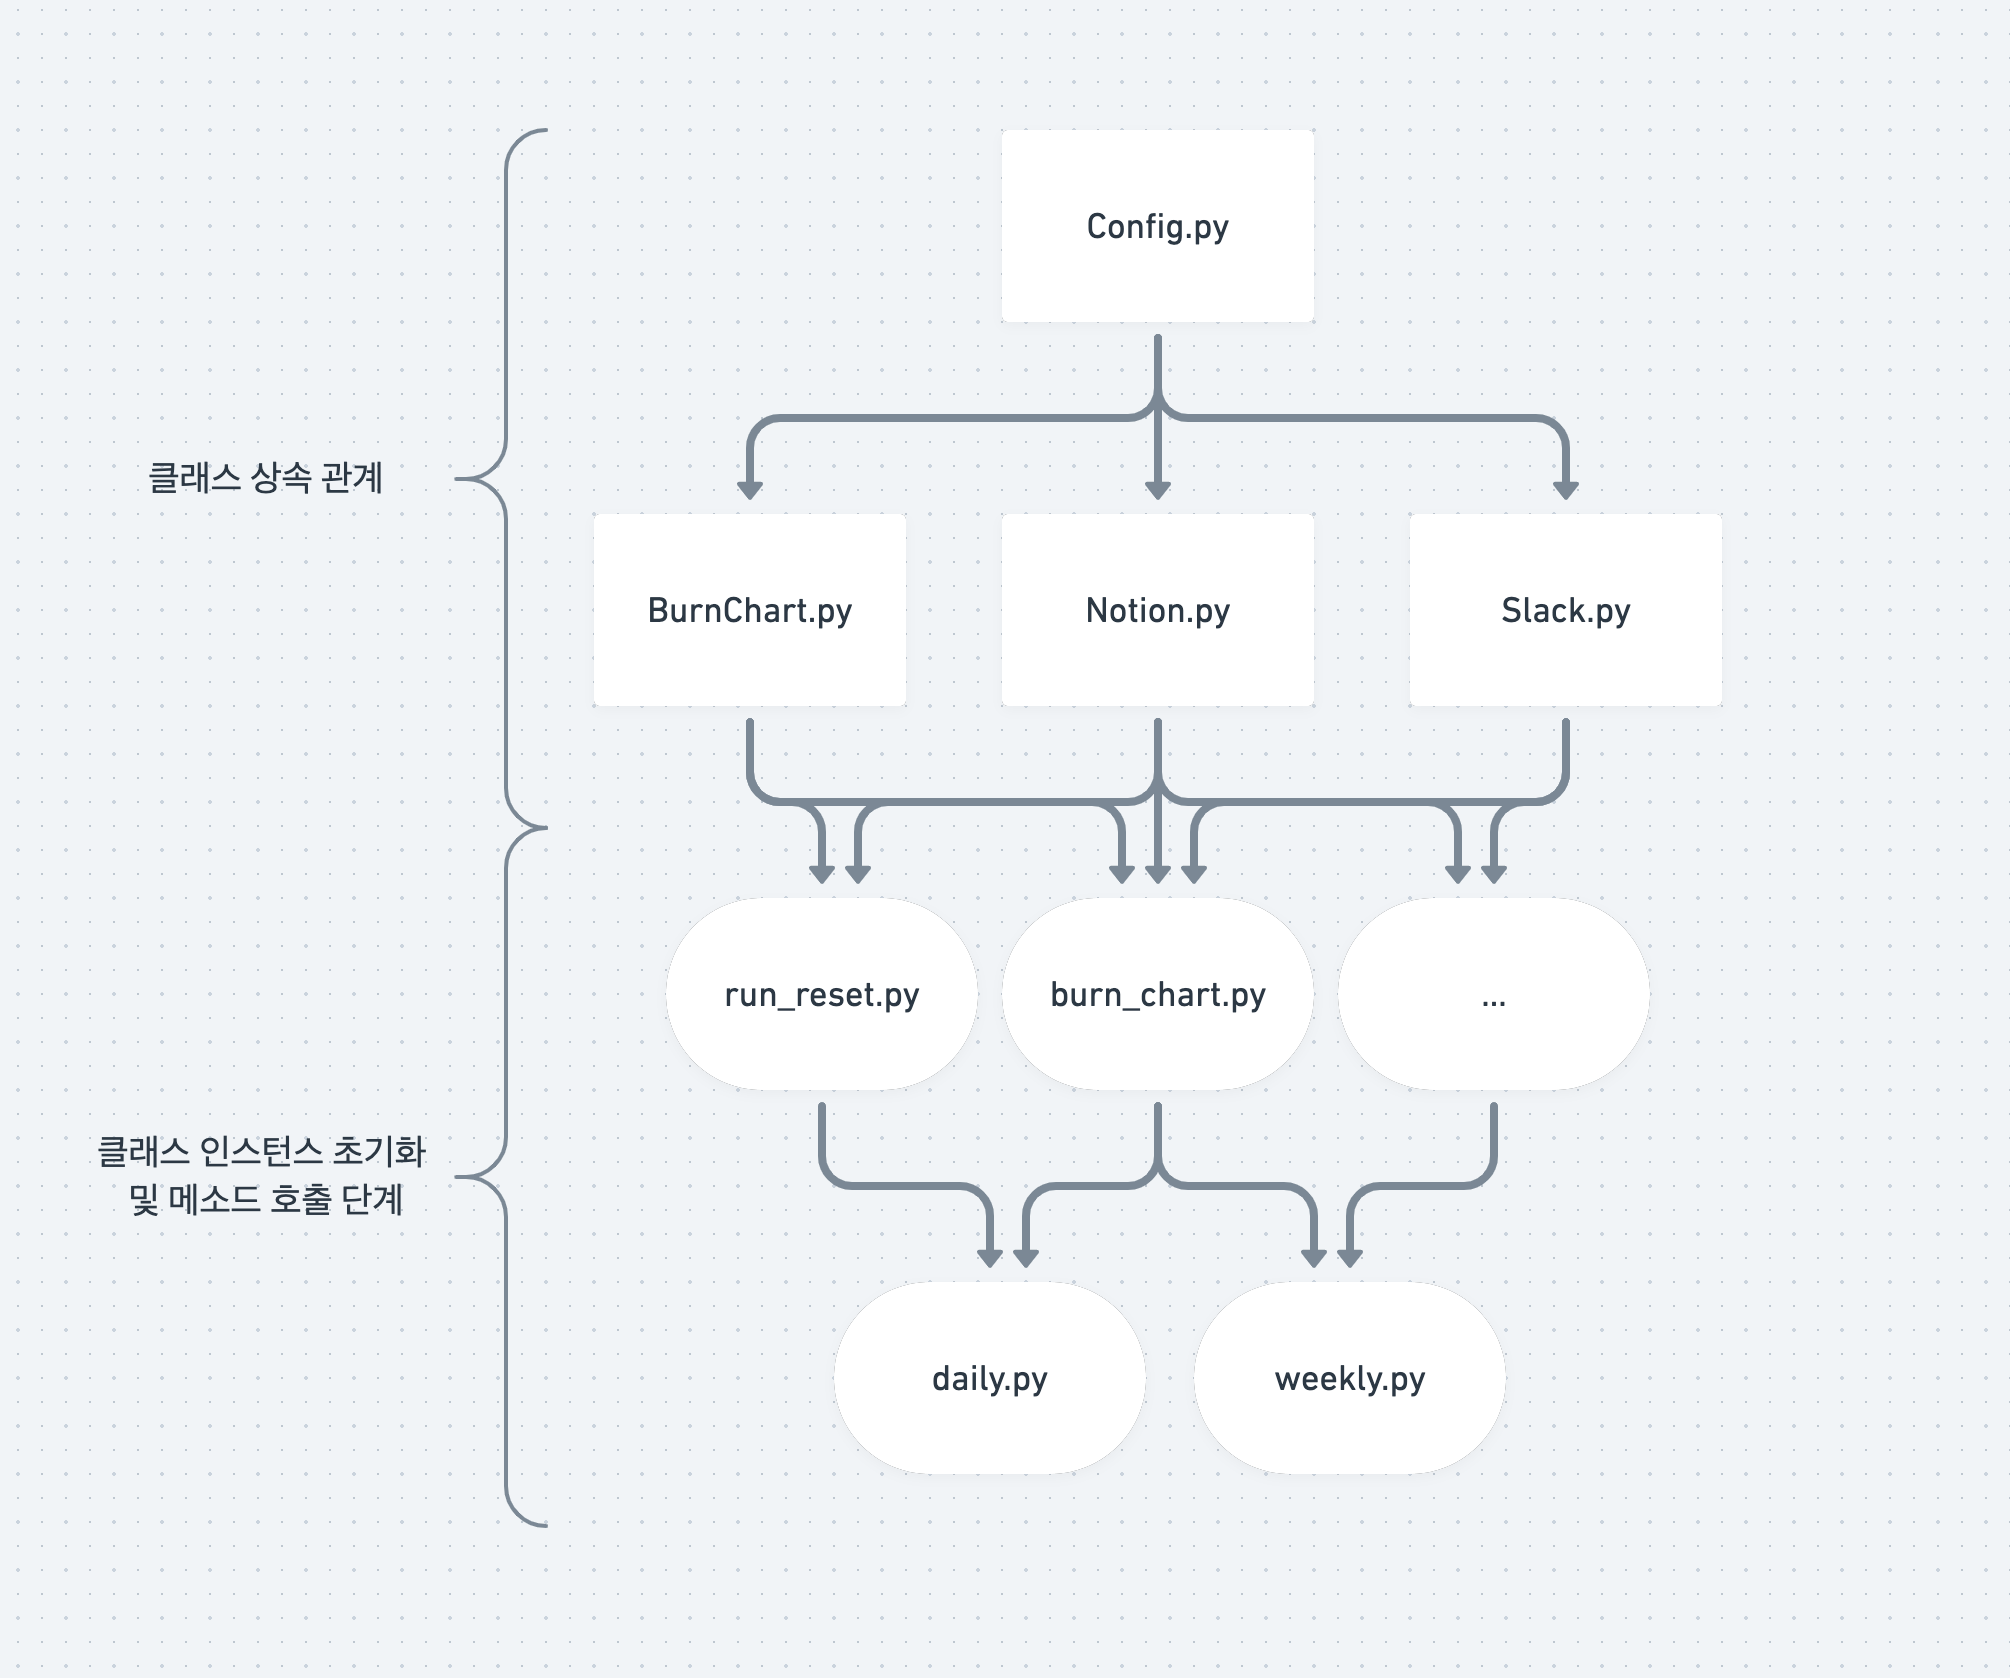 Config.py
클래스 상속 관계
BurnChart.py
Notion.py
Slack.py
run_reset.py
burn_chart.py
...
클래스 인스턴스 초기화
및 메소드 호출 단계
daily.py
weekly.py